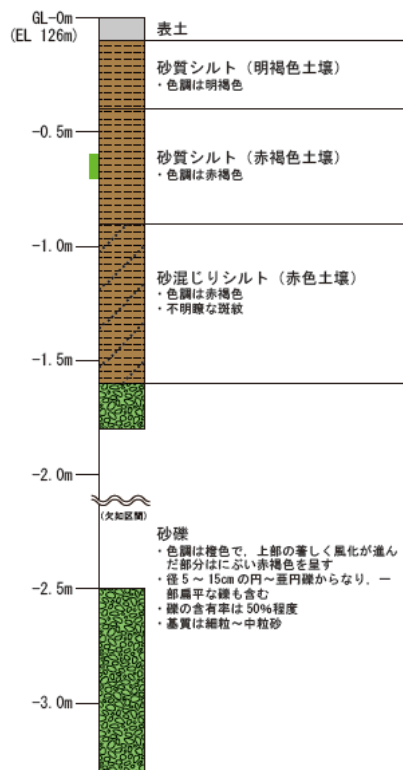 GL-0m
(EL 126m)
表土
砂質シルト（明褐色土壌）
・色調は明褐色
-0.5m
砂質シルト（赤褐色土壌）
・色調は赤褐色
-1.0m
砂混じりシルト（赤色土壌）
・色調は赤褐色
・不明瞭な斑紋
-1.5m
-2.0m
(欠如区間)
砂礫
・色調は橙色で，上部の著しく風化が進ん
だ部分はにぶい赤褐色を呈す
・径5～15cmの円～亜円礫からなり，一
部扁平な礫も含む
・礫の含有率は50％程度
・基質は細粒～中粒砂
-2.5m
-3.0m